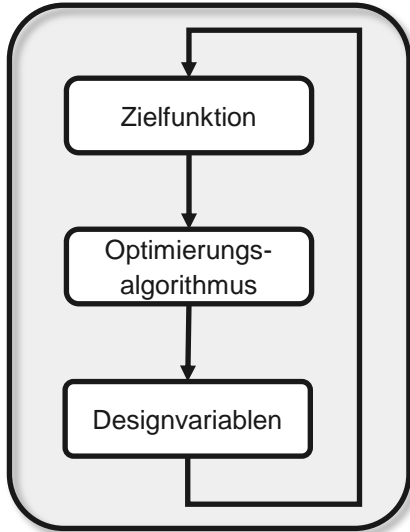 Zielfunktion
Optimierungs-
algorithmus
Designvariablen